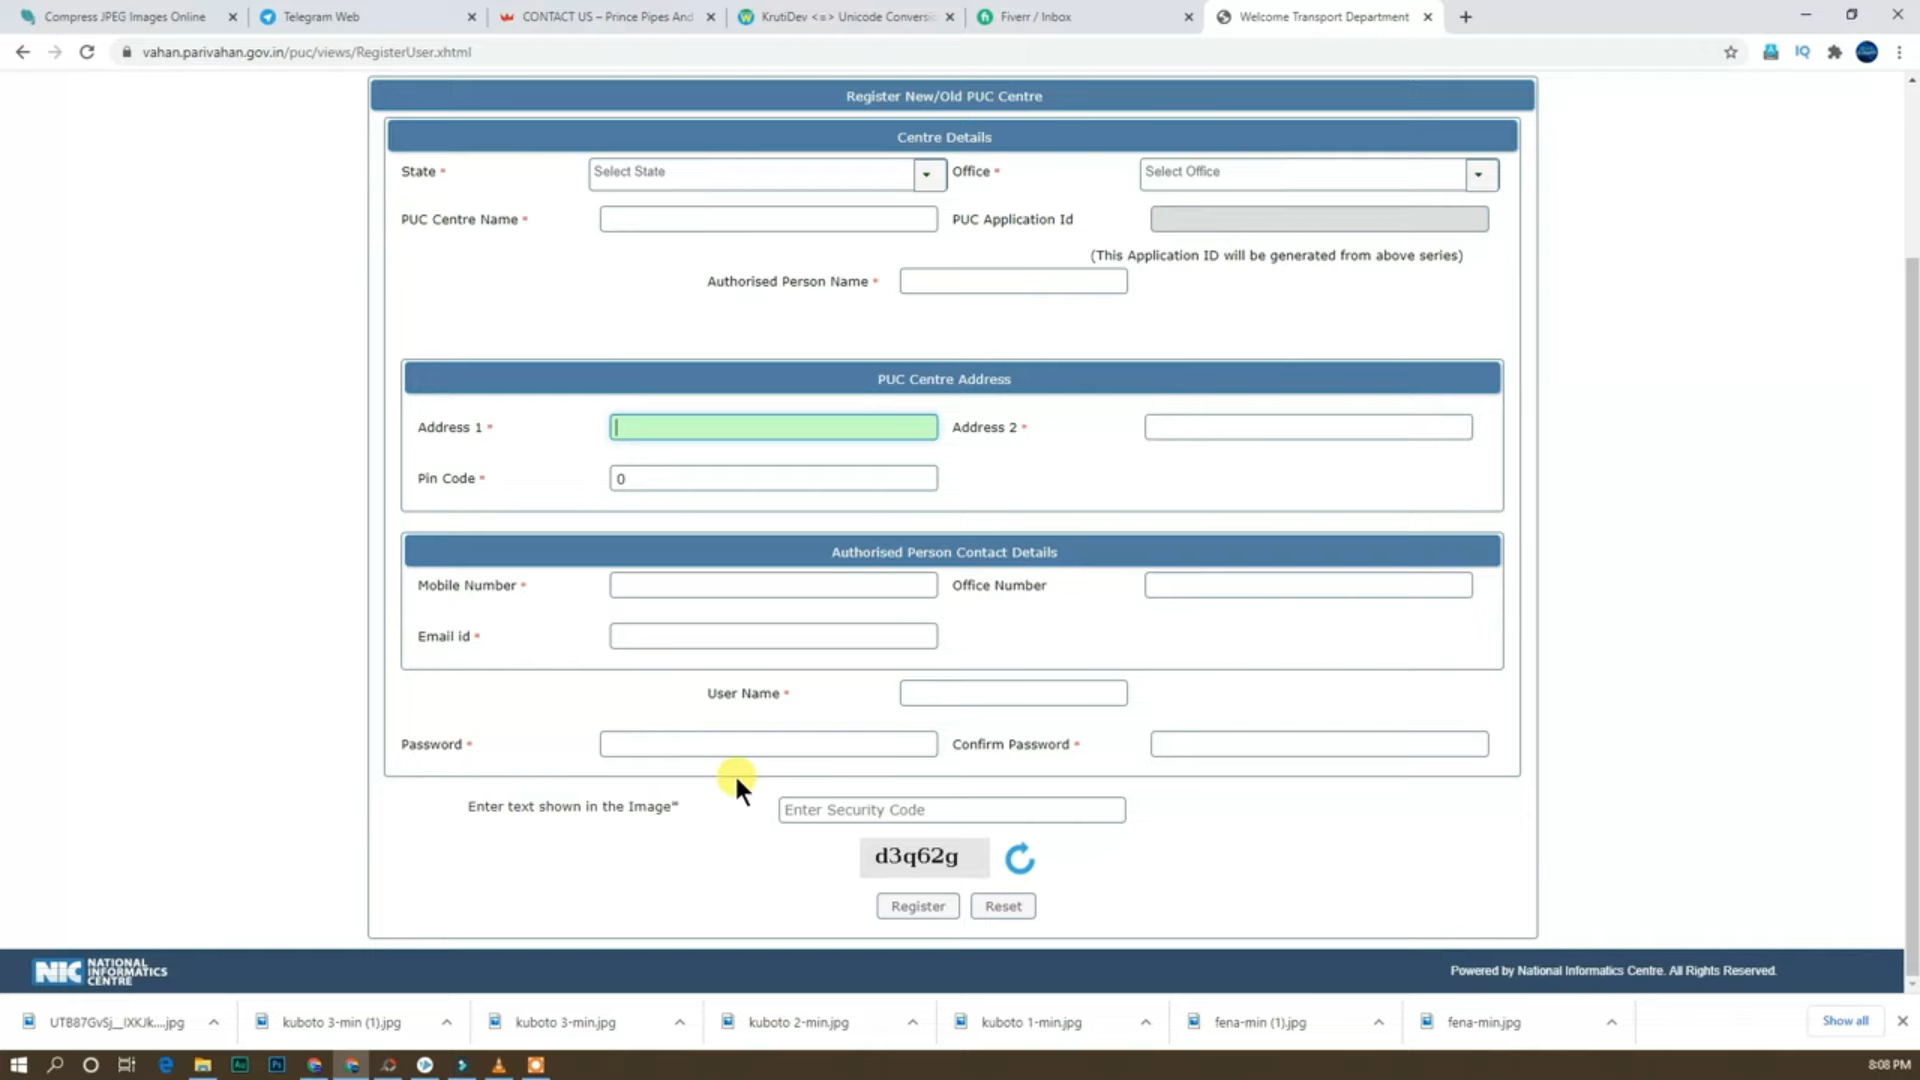 Compress JPEG Images Online
Telegram Web
CONTACT US – Prince Pipes And
KrutiDev <=> Unicode Conversi
Fiverr / Inbox
Welcome Transport Department
vahan.parivahan.gov.in/puc/views/RegisterUser.xhtml
Register New/Old PUC Centre
Centre Details
State * Select State Office * Select Office
PUC Centre Name * PUC Application Id
(This Application ID will be generated from above series)
Authorised Person Name *
PUC Centre Address
Address 1 * Address 2 *
Pin Code * 0
Authorised Person Contact Details
Mobile Number * Office Number
Email id *
User Name *
Password * Confirm Password *
Enter text shown in the Image* Enter Security Code
d3q62g
Register Reset
NIC NATIONAL
INFORMATICS
CENTRE
Powered by National Informatics Centre. All Rights Reserved.
UTB87GvSj__IXKJk....jpg
kuboto 3-min (1).jpg
kuboto 3-min.jpg
kuboto 2-min.jpg
kuboto 1-min.jpg
fena-min (1).jpg
fena-min.jpg
Show all
8:08 PM